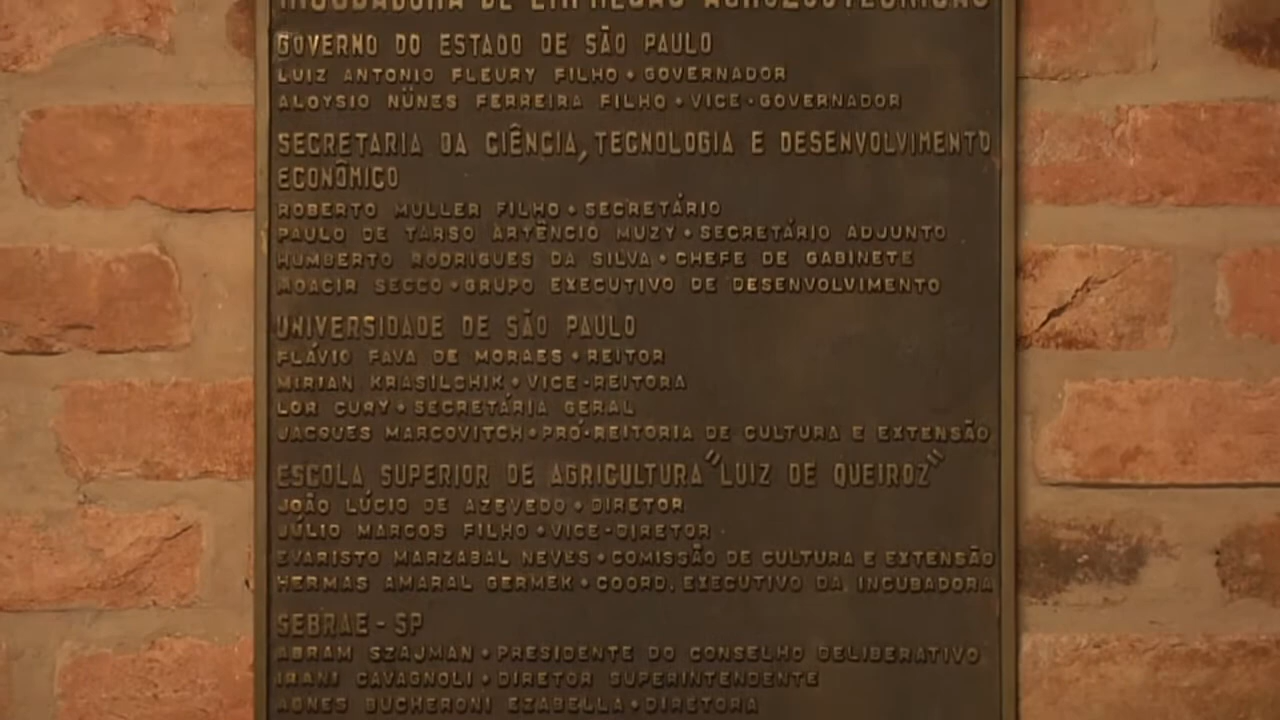 INCUBADORA DE EMPRESAS AGROZOOTÉCNICAS
GOVERNO DO ESTADO DE SÃO PAULO
LUIZ ANTONIO FLEURY FILHO • GOVERNADOR
ALOYSIO NÜNES FERREIRA FILHO • VICE-GOVERNADOR
SECRETARIA DA CIÊNCIA, TECNOLOGIA E DESENVOLVIMENTO
ECONÔMICO
ROBERTO MULLER FILHO • SECRETÁRIO
PAULO DE TARSO ARTÊNCIO MUZY • SECRETÁRIO ADJUNTO
HUMBERTO RODRIGUES DA SILVA • CHEFE DE GABINETE
MOACIR SECCO • GRUPO EXECUTIVO DE DESENVOLVIMENTO
UNIVERSIDADE DE SÃO PAULO
FLÁVIO FAVA DE MORAES • REITOR
MIRIAN KRASILCHIK • VICE-REITORA
LOR CURY • SECRETÁRIA GERAL
JACQUES MARCOVITCH • PRÓ-REITORIA DE CULTURA E EXTENSÃO
ESCOLA SUPERIOR DE AGRICULTURA "LUIZ DE QUEIROZ"
JOÃO LÚCIO DE AZEVEDO • DIRETOR
JÚLIO MARCOS FILHO • VICE-DIRETOR
EVARISTO MARZABAL NEVES • COMISSÃO DE CULTURA E EXTENSÃO
HERMAS AMARAL GERMEK • COORD. EXECUTIVO DA INCUBADORA
SEBRAE - SP
ABRAM SZAJMAN • PRESIDENTE DO CONSELHO DELIBERATIVO
IRANI CAVAGNOLI • DIRETOR SUPERINTENDENTE
AGNES BUCHERONI EZABELLA • DIRETORA